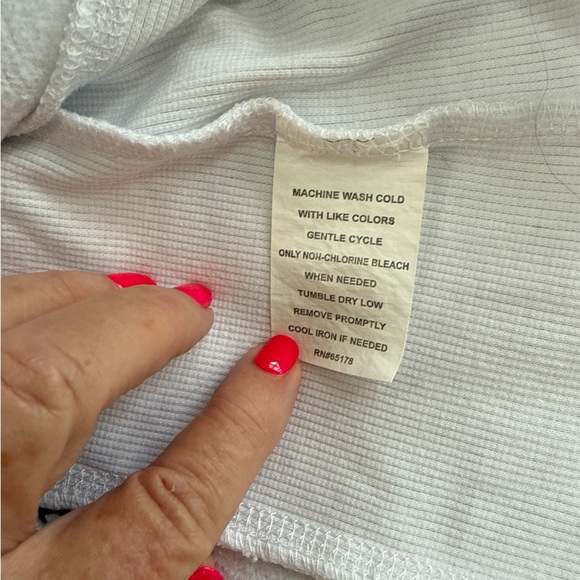 MACHINE WASH COLD
WITH LIKE COLORS
GENTLE CYCLE
ONLY NON-CHLORINE BLEACH
WHEN NEEDED
TUMBLE DRY LOW
REMOVE PROMPTLY
COOL IRON IF NEEDED
RN#65178